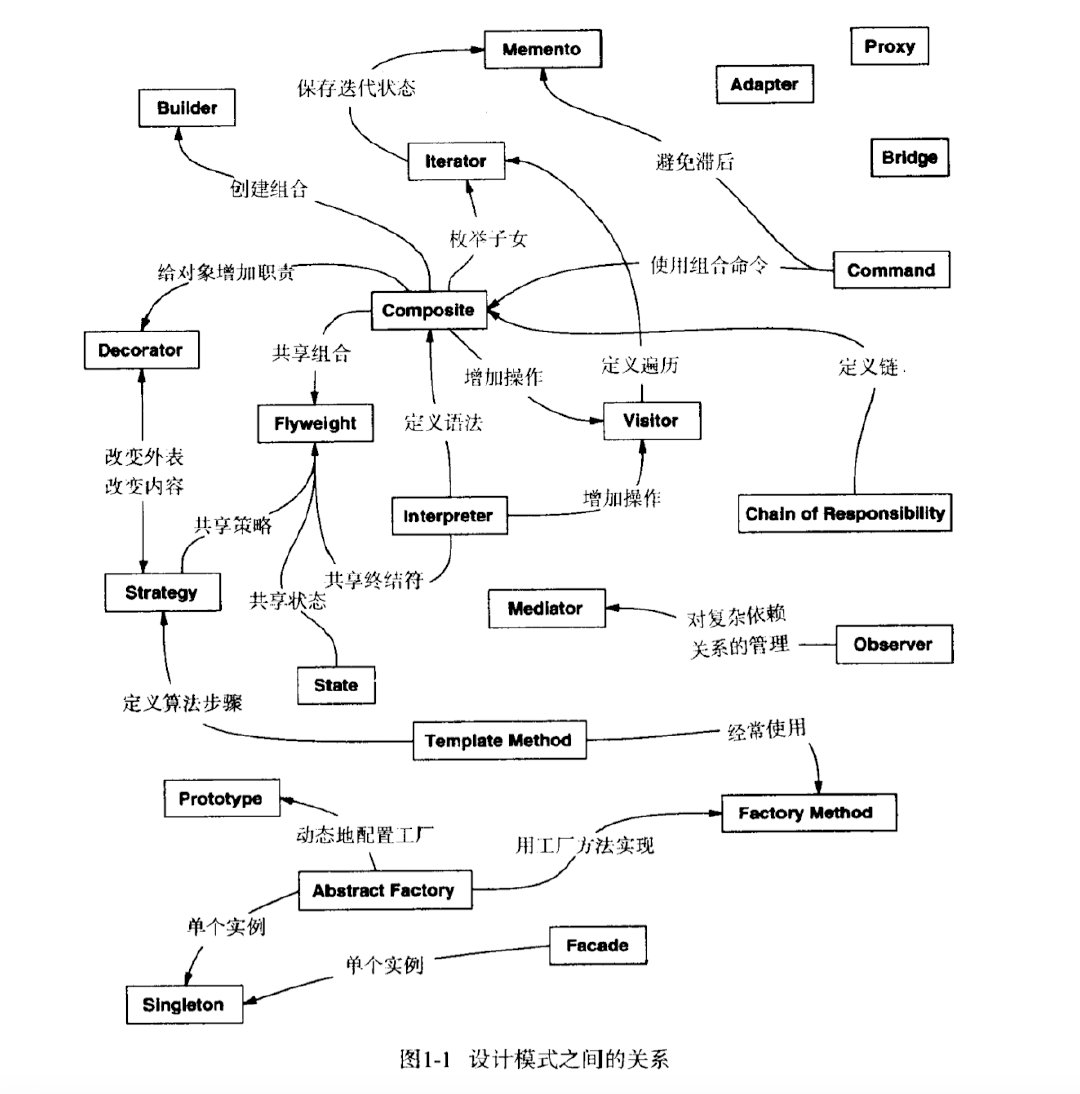 Memento
Proxy
Adapter
保存迭代状态
Builder
Iterator
避免滞后
Bridge
创建组合
枚举子女
给对象增加职责
使用组合命令
Command
Composite
Decorator
共享组合
增加操作
定义遍历
定义链
Flyweight
定义语法
Visitor
改变外表
改变内容
增加操作
共享策略
Interpreter
Chain of Responsibility
共享终结符
Strategy
共享状态
Mediator
对复杂依赖
关系的管理
Observer
State
定义算法步骤
Template Method
经常使用
Prototype
Factory Method
动态地配置工厂
用工厂方法实现
Abstract Factory
单个实例
Facade
单个实例
Singleton
图1-1 设计模式之间的关系